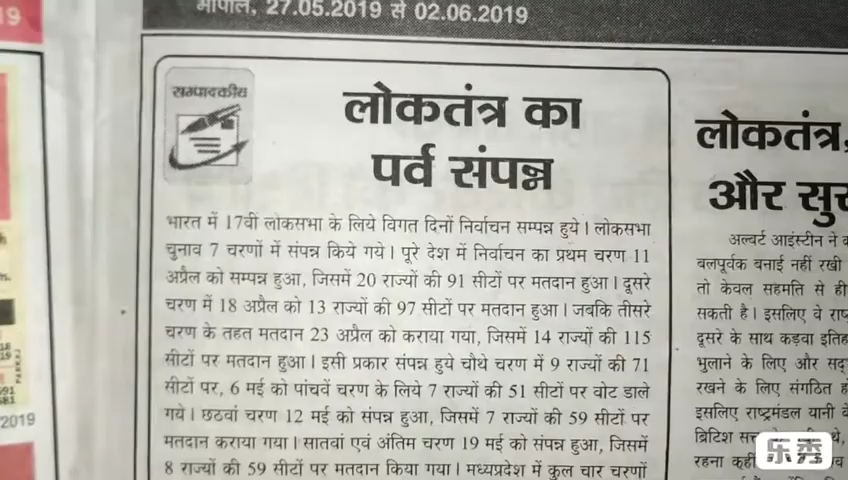 भोपाल, 27.05.2019 से 02.06.2019
सम्पादकीय
लोकतंत्र का
पर्व संपन्न
भारत में 17वीं लोकसभा के लिये विगत दिनों निर्वाचन सम्पन्न हुये। लोकसभा
चुनाव 7 चरणों में संपन्न किये गये। पूरे देश में निर्वाचन का प्रथम चरण 11
अप्रैल को सम्पन्न हुआ, जिसमें 20 राज्यों की 91 सीटों पर मतदान हुआ। दूसरे
चरण में 18 अप्रैल को 13 राज्यों की 97 सीटों पर मतदान हुआ। जबकि तीसरे
चरण के तहत मतदान 23 अप्रैल को कराया गया, जिसमें 14 राज्यों की 115
सीटों पर मतदान हुआ। इसी प्रकार संपन्न हुये चौथे चरण में 9 राज्यों की 71
सीटों पर, 6 मई को पांचवें चरण के लिये 7 राज्यों की 51 सीटों पर वोट डाले
गये। छठवां चरण 12 मई को संपन्न हुआ, जिसमें 7 राज्यों की 59 सीटों पर
मतदान कराया गया। सातवां एवं अंतिम चरण 19 मई को संपन्न हुआ, जिसमें
8 राज्यों की 59 सीटों पर मतदान किया गया। मध्यप्रदेश में कुल चार चरणों
लोकतंत्र,
और
अल्बर्ट आइंस्टीन ने
बलपूर्वक बनाई नहीं रखी
तो केवल सहमति से ही
सकती है। इसलिए वे
दूसरे के साथ कड़वा
भुलाने के लिए और
रखने के लिए संगठित
इसलिए राष्ट्रमंडल यानी
ब्रिटिश
रहना
2019
乐秀